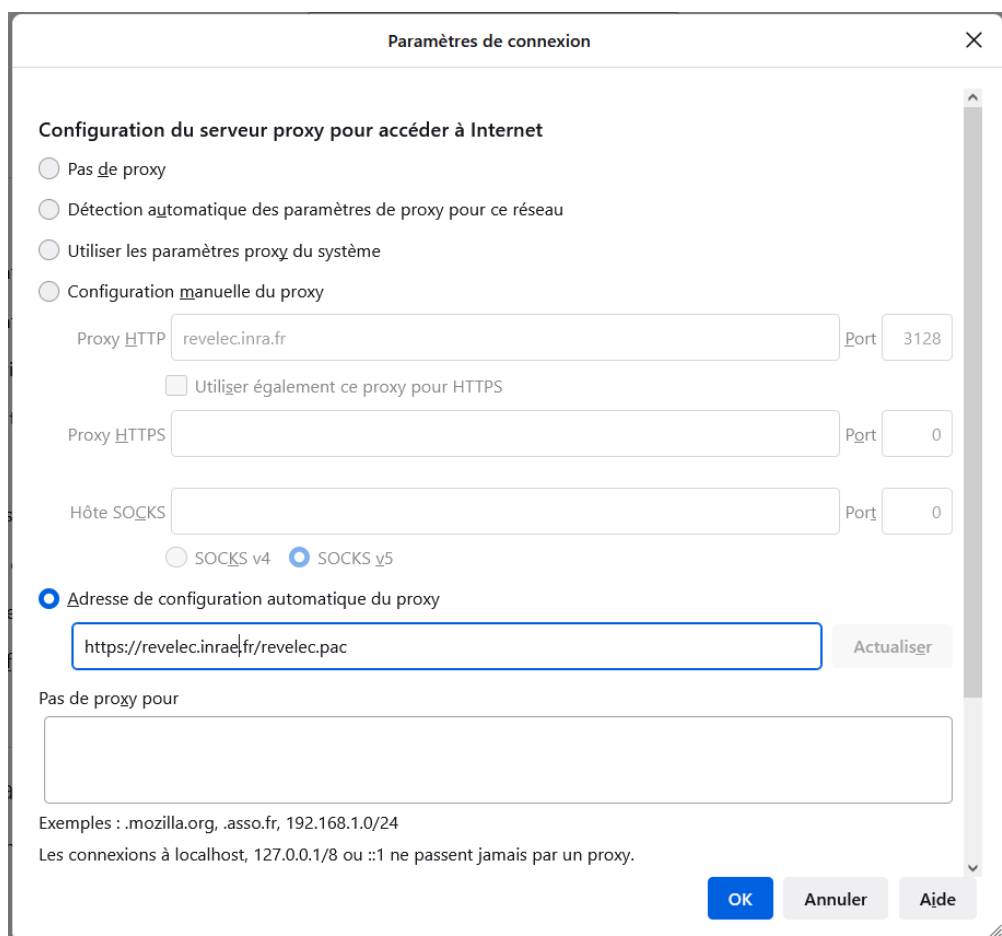 Paramètres de connexion
Configuration du serveur proxy pour accéder à Internet
Pas de proxy
Détection automatique des paramètres de proxy pour ce réseau
Utiliser les paramètres proxy du système
Configuration manuelle du proxy
Proxy HTTP revelec.inra.fr Port 3128
Utiliser également ce proxy pour HTTPS
Proxy HTTPS Port 0
Hôte SOCKS Port 0
SOCKS v4 SOCKS v5
Adresse de configuration automatique du proxy
https://revelec.inrae.fr/revelec.pac Actualiser
Pas de proxy pour
Exemples : .mozilla.org, .asso.fr, 192.168.1.0/24
Les connexions à localhost, 127.0.0.1/8 ou ::1 ne passent jamais par un proxy.
OK Annuler Aide